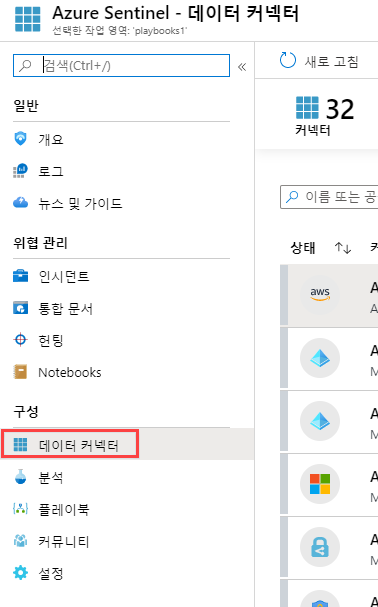 Azure Sentinel - 데이터 커넥터
선택한 작업 영역: 'playbooks1'
검색(Ctrl+/)
«
일반
개요
로그
뉴스 및 가이드
위협 관리
인시던트
통합 문서
헌팅
Notebooks
구성
데이터 커넥터
분석
플레이북
커뮤니티
설정
새로 고침
32
커넥터
이름 또는 공
상태 ↑↓
aws
A
A
A
M
A
M
A
M
A
M
A